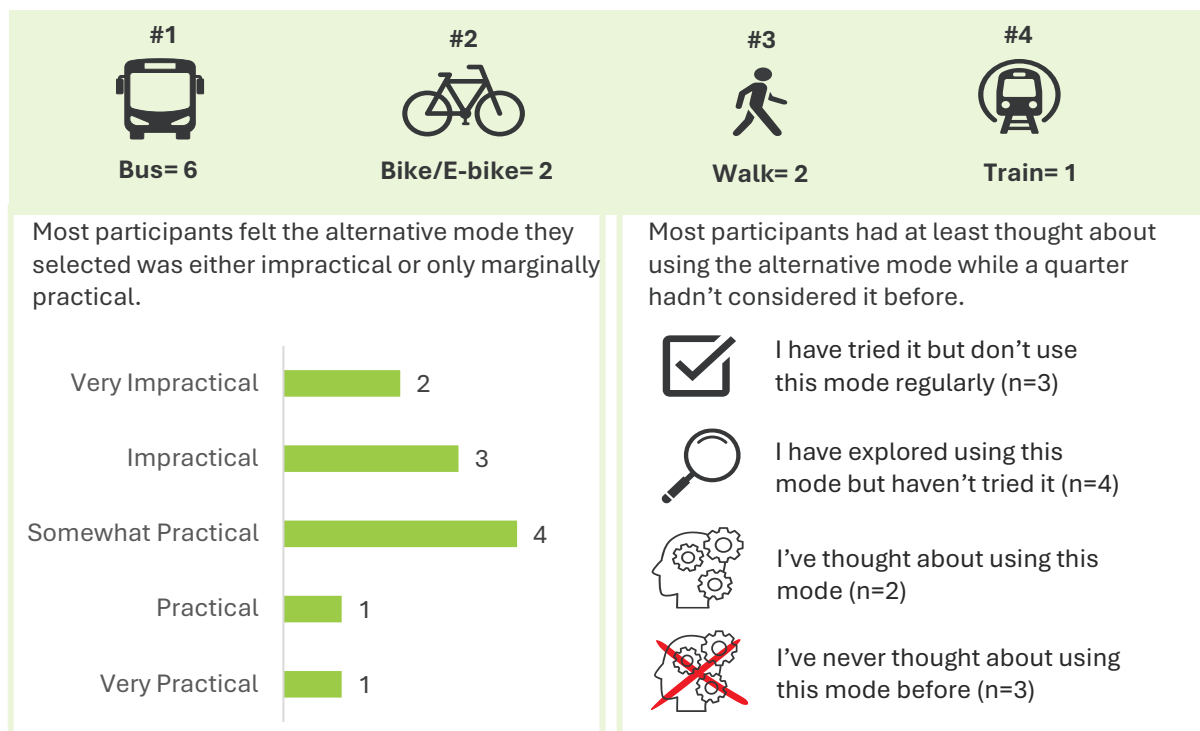 #1
Bus= 6
#2
Bike/E-bike= 2
#3
Walk= 2
#4
Train= 1
Most participants felt the alternative mode they
selected was either impractical or only marginally
practical.
Very Impractical 2
Impractical 3
Somewhat Practical 4
Practical 1
Very Practical 1
Most participants had at least thought about
using the alternative mode while a quarter
hadn’t considered it before.
I have tried it but don’t use
this mode regularly (n=3)
I have explored using this
mode but haven’t tried it (n=4)
I’ve thought about using this
mode (n=2)
I’ve never thought about using
this mode before (n=3)